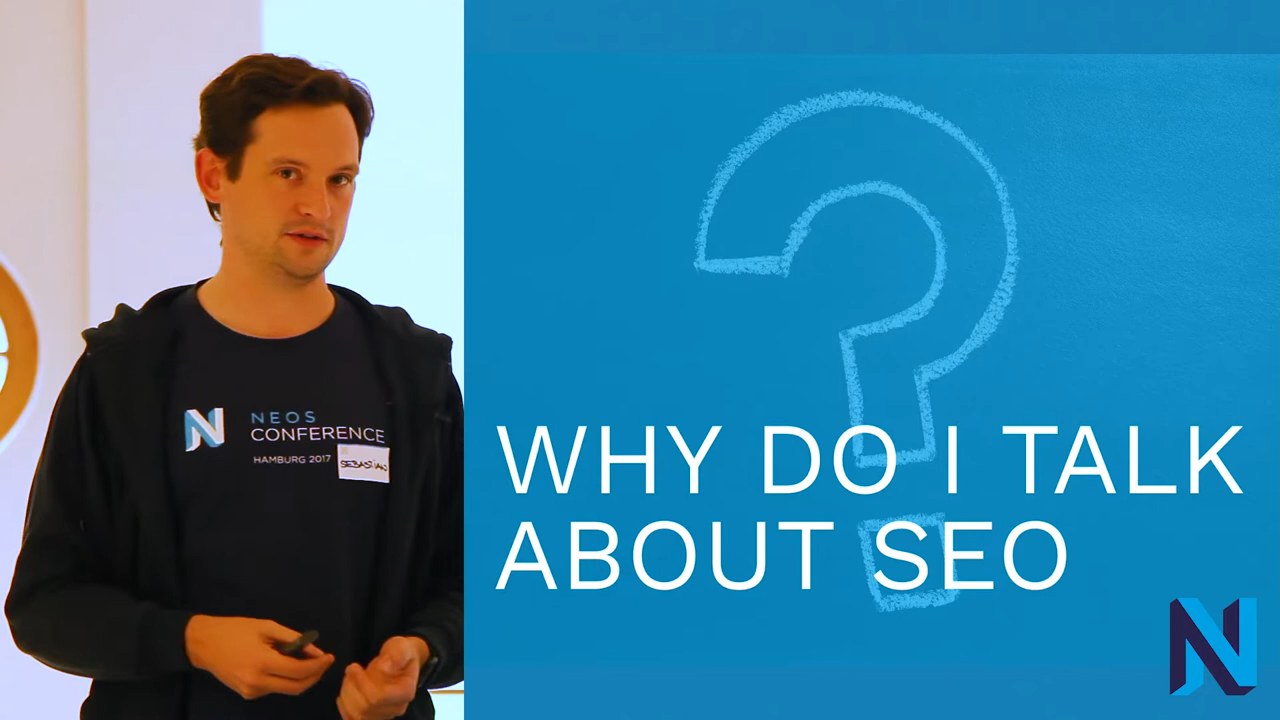 NEOS
CONFERENCE
HAMBURG 2017
SEBASTIAN
WHY DO I TALK
ABOUT SEO